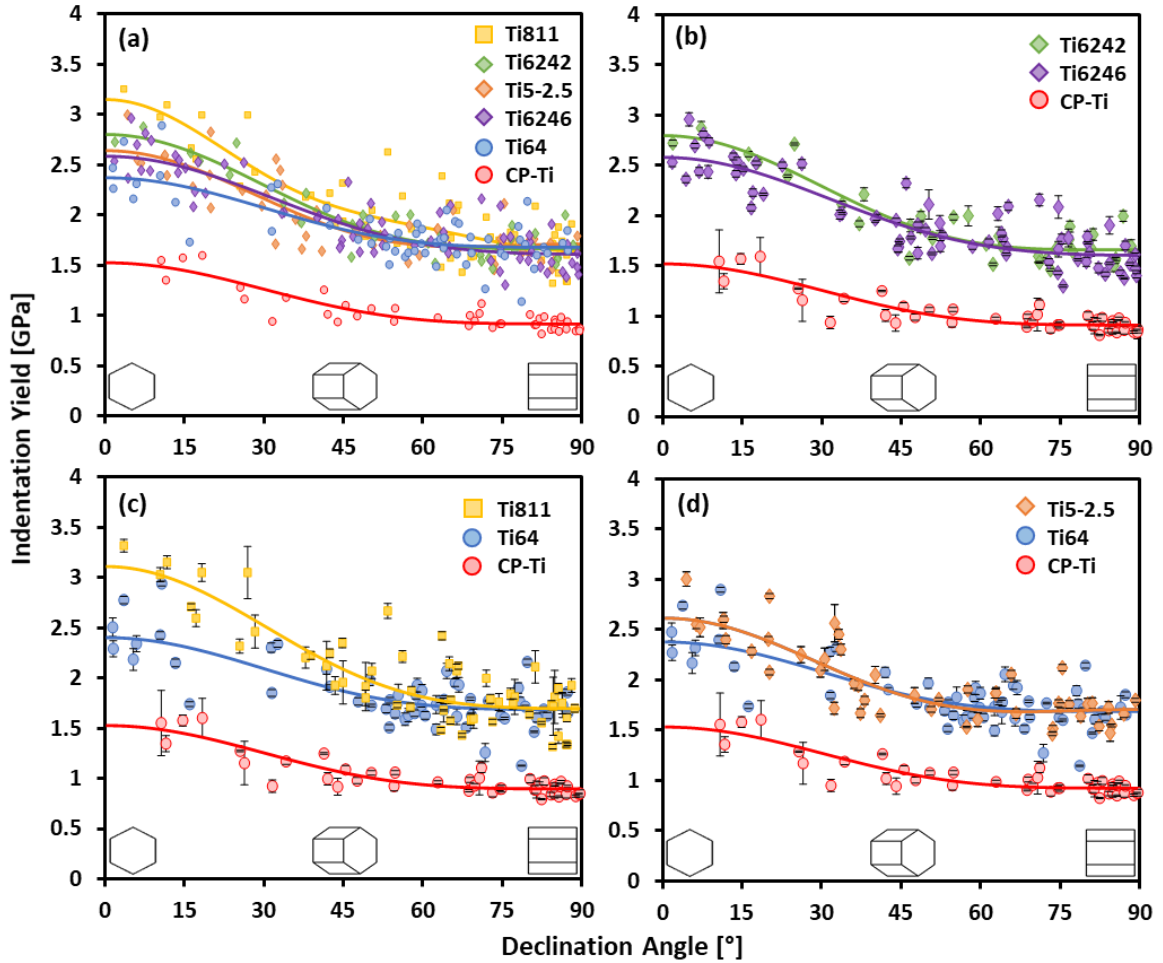 Indentation Yield [GPa]
(a)
Ti811
Ti6242
Ti5-2.5
Ti6246
Ti64
CP-Ti
4
3.5
3
2.5
2
1.5
1
0.5
0
0 15 30 45 60 75 90
(b)
Ti6242
Ti6246
CP-Ti
4
3.5
3
2.5
2
1.5
1
0.5
0
0 15 30 45 60 75 90
(c)
Ti811
Ti64
CP-Ti
4
3.5
3
2.5
2
1.5
1
0.5
0
0 15 30 45 60 75 90
(d)
Ti5-2.5
Ti64
CP-Ti
4
3.5
3
2.5
2
1.5
1
0.5
0
0 15 30 45 60 75 90
Declination Angle [°]